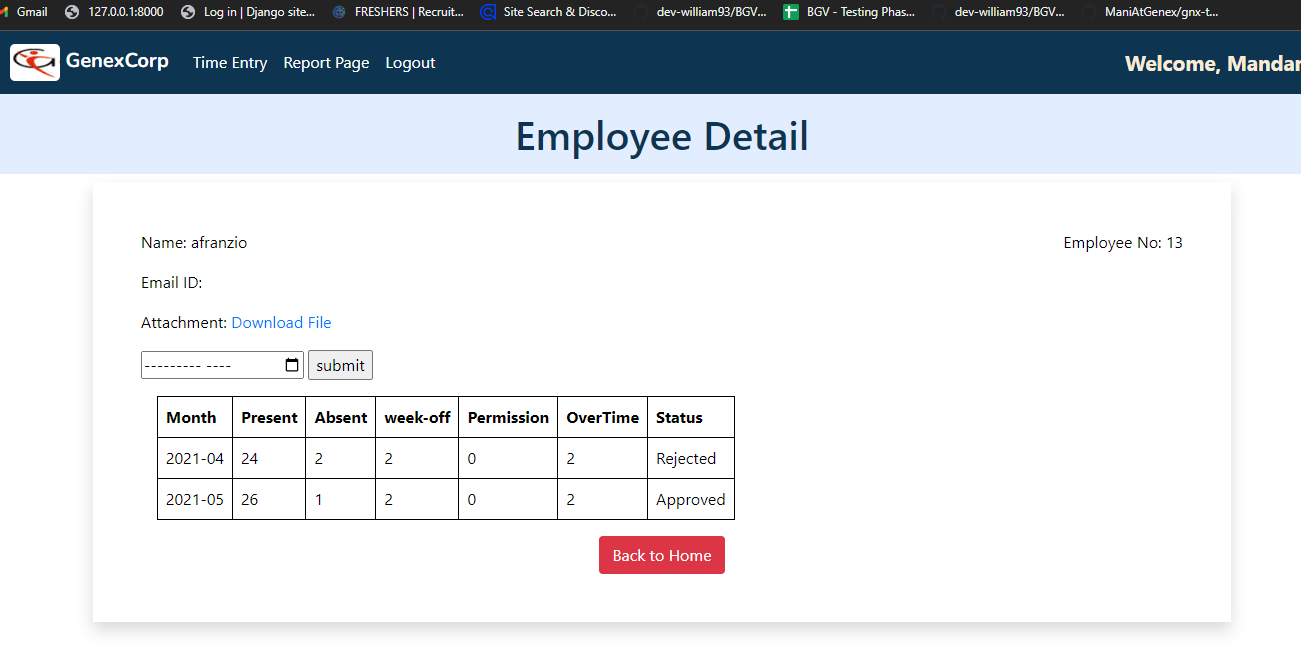 Gmail 127.0.0.1:8000 Log in | Django site... FRESHERS | Recruit... Site Search & Disco... dev-william93/BGV... BGV - Testing Phas... dev-william93/BGV... ManiAtGenex/gnx-t...
GenexCorp Time Entry Report Page Logout Welcome, Mandar
Employee Detail
Name: afranzio Employee No: 13
Email ID:
Attachment: Download File
--------- ---- submit
Month Present Absent week-off Permission OverTime Status
2021-04 24 2 2 0 2 Rejected
2021-05 26 1 2 0 2 Approved
Back to Home